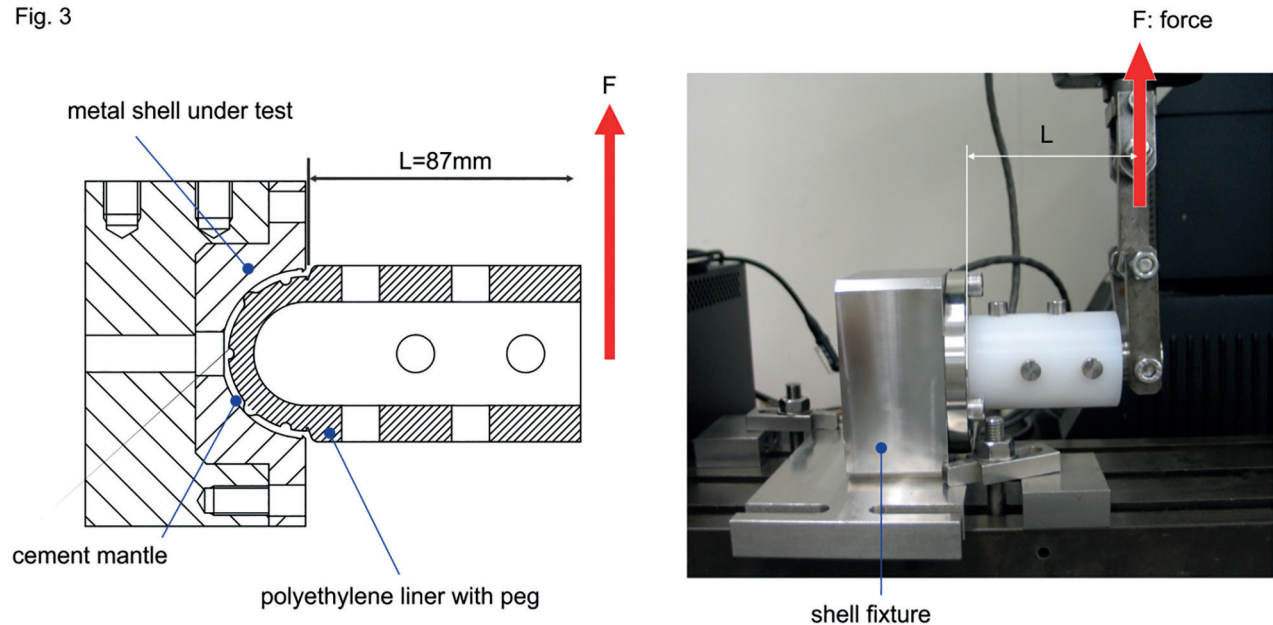 Fig. 3
F: force
F
metal shell under test
L=87mm
L
cement mantle
polyethylene liner with peg
shell fixture